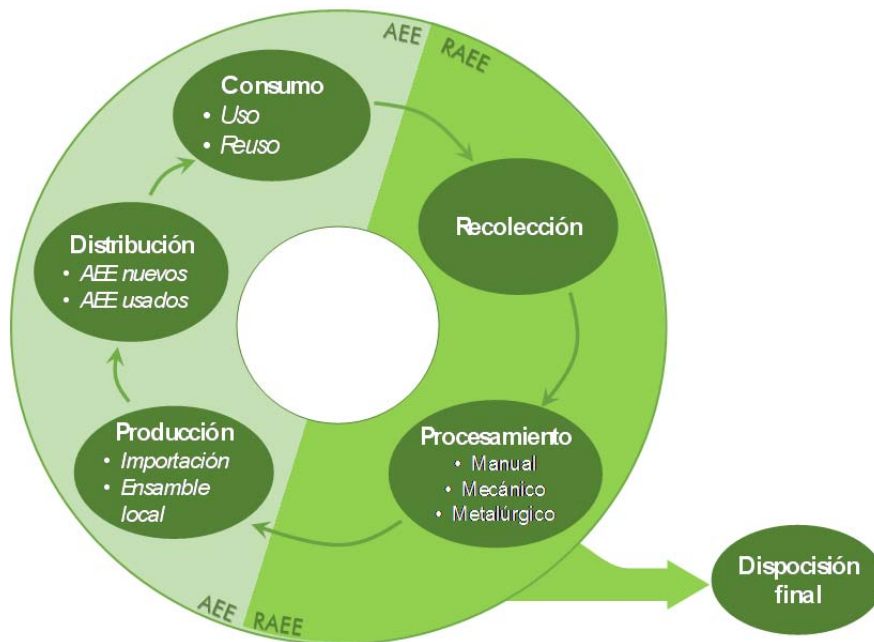 AEE
RAEE
Consumo
• Uso
• Reuso
Recolección
Distribución
• AEE nuevos
• AEE usados
Producción
• Importación
• Ensamble
local
Procesamiento
• Manual
• Mecánico
• Metalúrgico
Dispocisión
final
AEE
RAEE